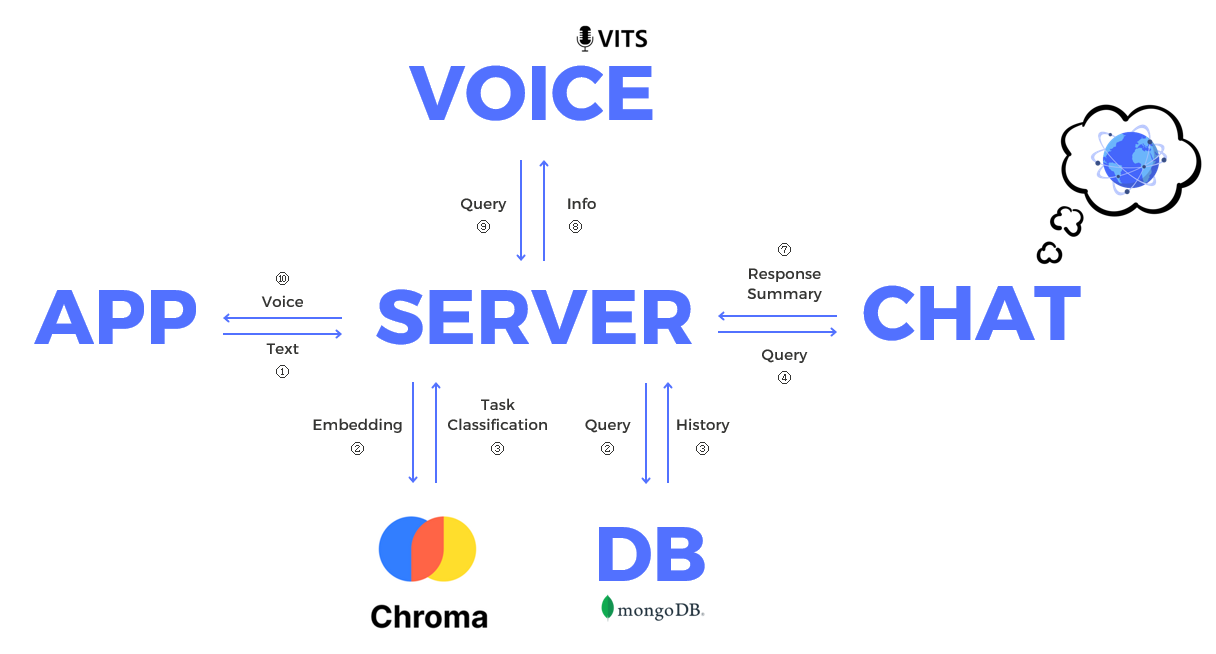 VITS
VOICE
Query
⑨
Info
⑧
⑩
Voice
APP
Text
①
SERVER
⑦
Response
Summary
CHAT
Query
④
Embedding
②
Task
Classification
③
Query
②
History
③
Chroma
DB
mongoDB.